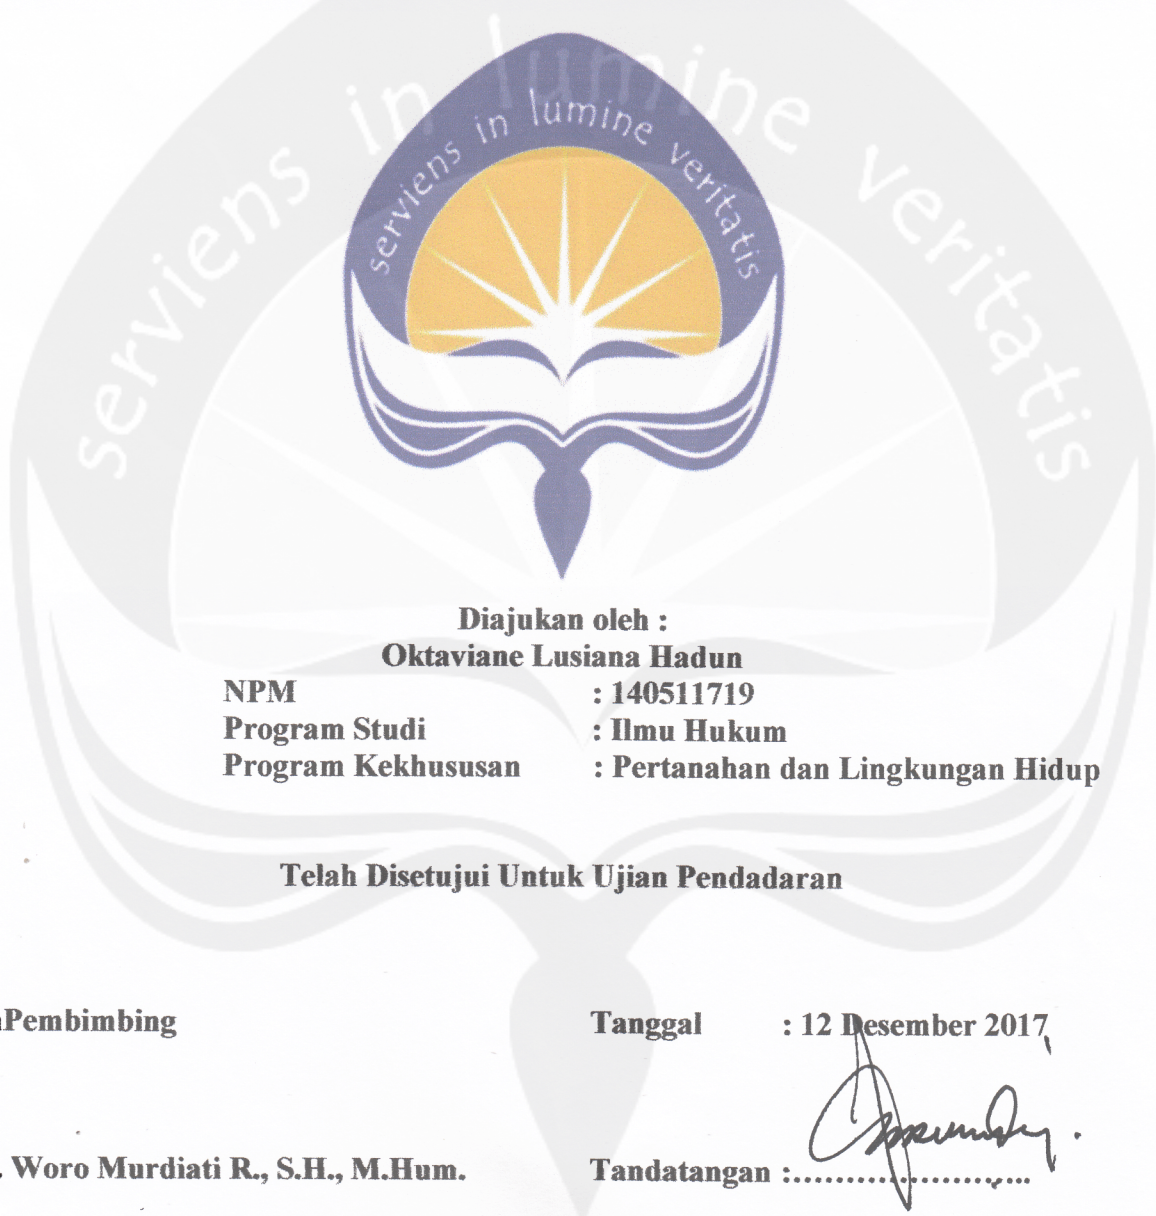 serviens in lumine veritatis
serviens in lumine veritatis
Diajukan oleh :
Oktaviane Lusiana Hadun
NPM : 140511719
Program Studi : Ilmu Hukum
Program Kekhususan : Pertanahan dan Lingkungan Hidup
Telah Disetujui Untuk Ujian Pendadaran
Pembimbing Tanggal : 12 Desember 2017
. Woro Murdiati R., S.H., M.Hum. Tandatangan :........................